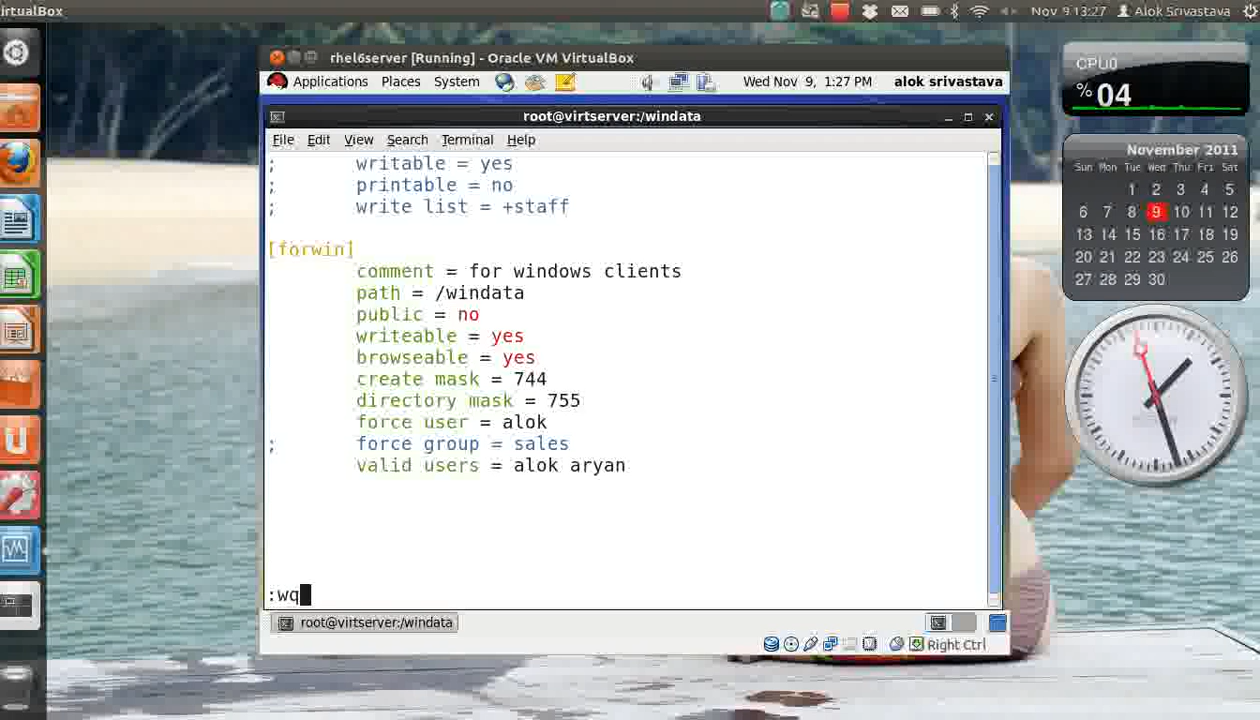 irtualBox
Nov 9 13:27 Alok Srivastava
rhel6server [Running] - Oracle VM VirtualBox
Applications Places System Wed Nov 9, 1:27 PM alok srivastava
root@virtserver:/windata
File Edit View Search Terminal Help
; writable = yes
; printable = no
; write list = +staff
[forwin]
comment = for windows clients
path = /windata
public = no
writeable = yes
browseable = yes
create mask = 744
directory mask = 755
force user = alok
; force group = sales
valid users = alok aryan
:wq
root@virtserver:/windata
Right Ctrl
CPU0
% 04
November 2011
Sun Mon Tue Wed Thu Fri Sat
1 2 3 4 5
6 7 8 9 10 11 12
13 14 15 16 17 18 19
20 21 22 23 24 25 26
27 28 29 30